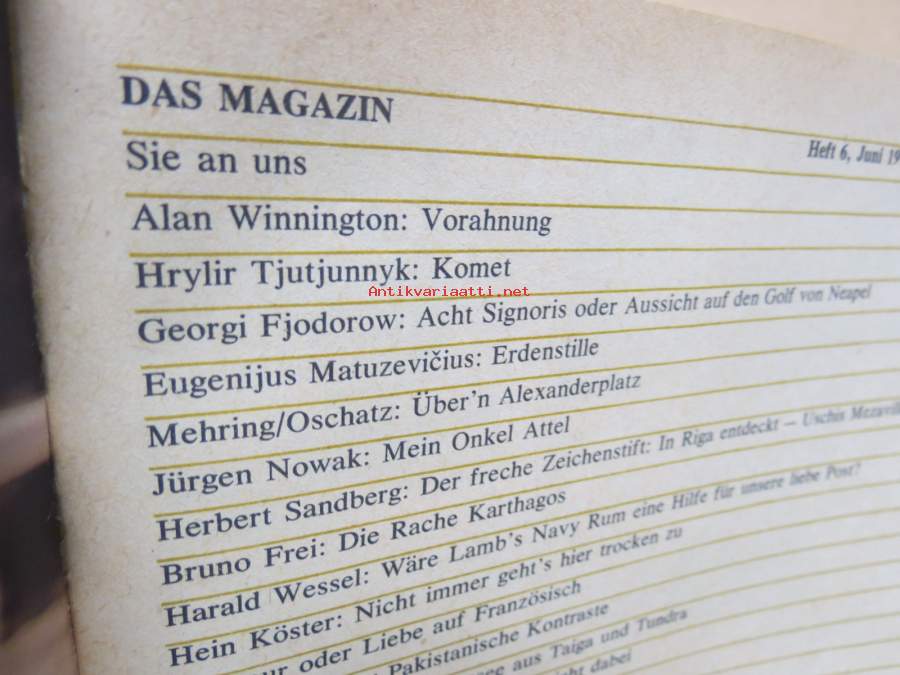 DAS MAGAZIN
Heft 6, Juni 19
Sie an uns
Alan Winnington: Vorahnung
Hrylir Tjutjunnyk: Komet
Antikvariaatti.net
Georgi Fjodorow: Acht Signoris oder Aussicht auf den Golf von Neapel
Eugenijus Matuzevičius: Erdenstille
Mehring/Oschatz: Über'n Alexanderplatz
Jürgen Nowak: Mein Onkel Attel
Herbert Sandberg: Der freche Zeichenstift: In Riga entdeckt – Uschis
Bruno Frei: Die Rache Karthagos
Harald Wessel: Wäre Lamb's Navy Rum eine Hilfe für unsere liebe Post?
Hein Köster: Nicht immer geht's hier trocken zu
oder Liebe auf Französisch
Pakistanische Kontraste
aus Taiga und Tundra
dabei